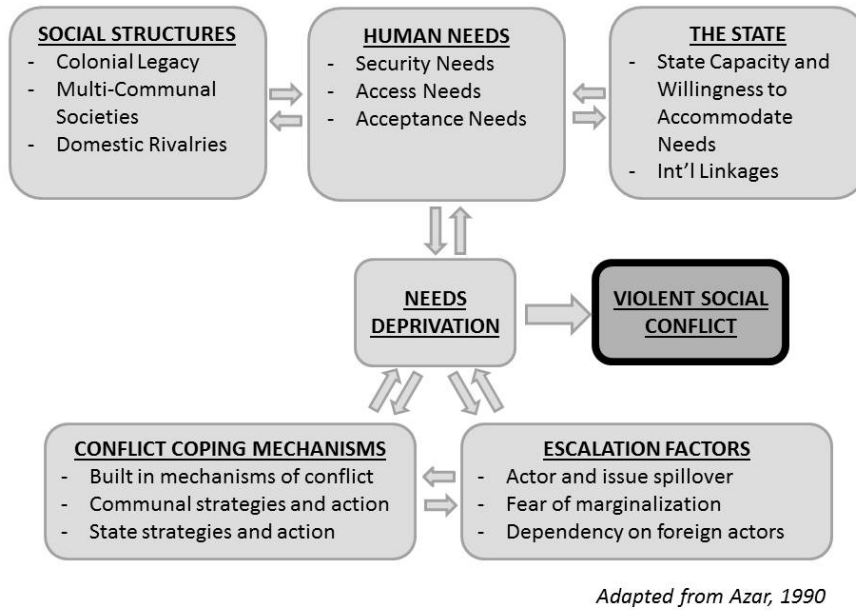 SOCIAL STRUCTURES
- Colonial Legacy
- Multi-Communal
Societies
- Domestic Rivalries
HUMAN NEEDS
- Security Needs
- Access Needs
- Acceptance Needs
THE STATE
- State Capacity and
Willingness to
Accommodate
Needs
- Int'l Linkages
NEEDS
DEPRIVATION
VIOLENT SOCIAL
CONFLICT
CONFLICT COPING MECHANISMS
- Built in mechanisms of conflict
- Communal strategies and action
- State strategies and action
ESCALATION FACTORS
- Actor and issue spillover
- Fear of marginalization
- Dependency on foreign actors
Adapted from Azar, 1990